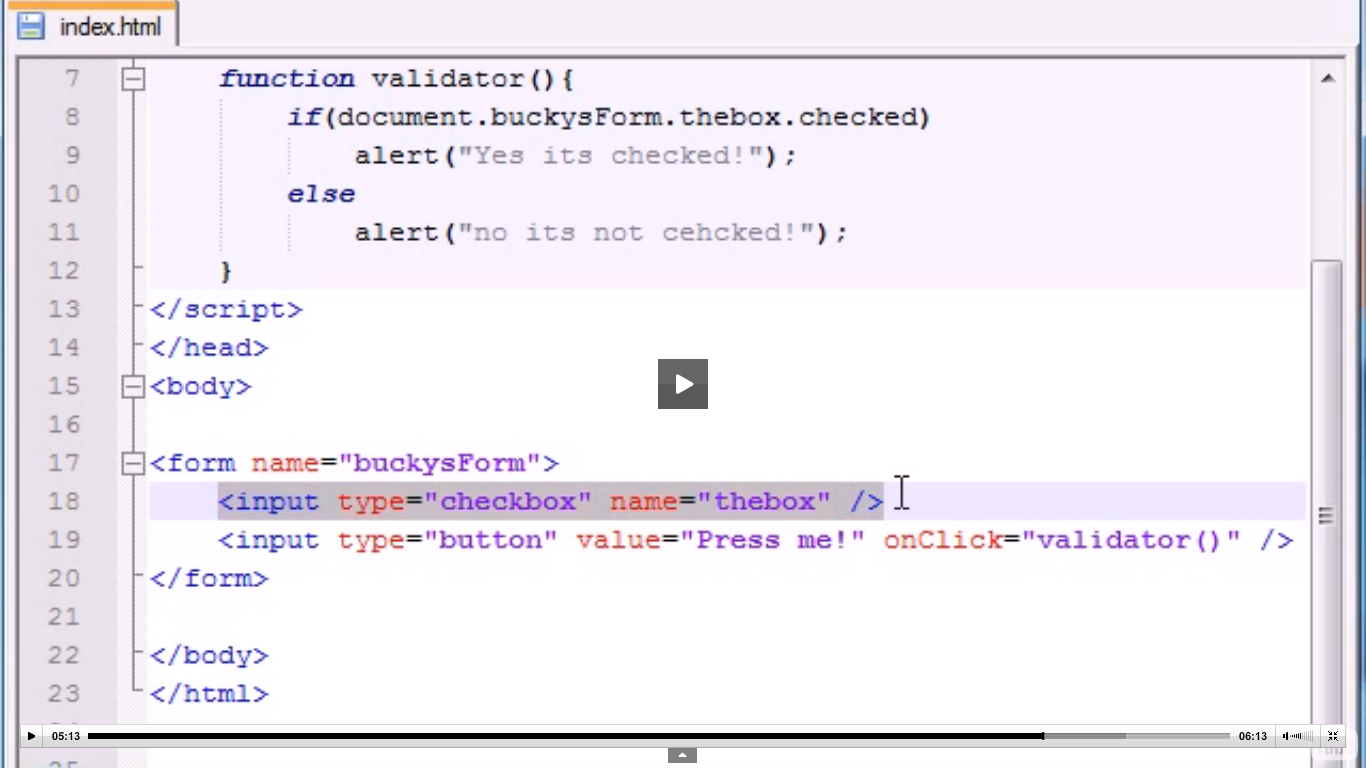 index.html
7 function validator(){
8 if(document.buckysForm.thebox.checked)
9 alert("Yes its checked!");
10 else
11 alert("no its not cehcked!");
12 }
13 </script>
14 </head>
15 <body>
16
17 <form name="buckysForm">
18 <input type="checkbox" name="thebox" />
19 <input type="button" value="Press me!" onClick="validator()" />
20 </form>
21
22 </body>
23 </html>
05:13 06:13